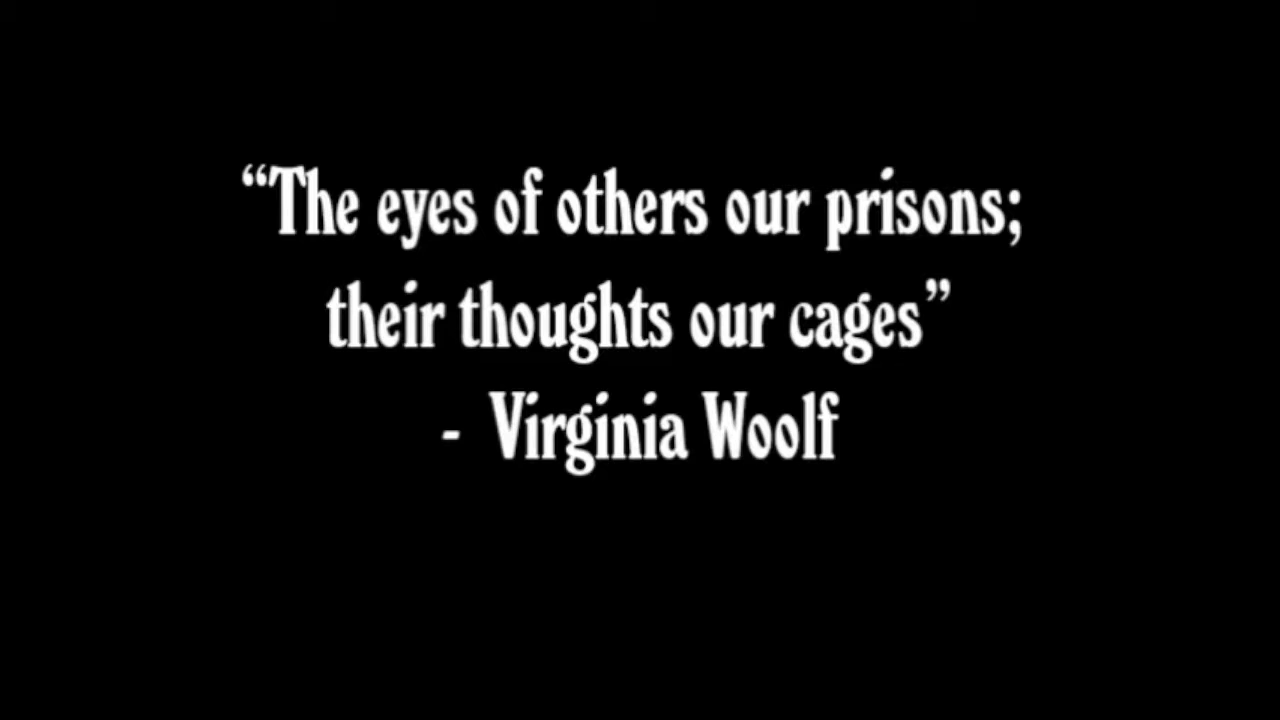 “The eyes of others our prisons;
their thoughts our cages”
- Virginia Woolf